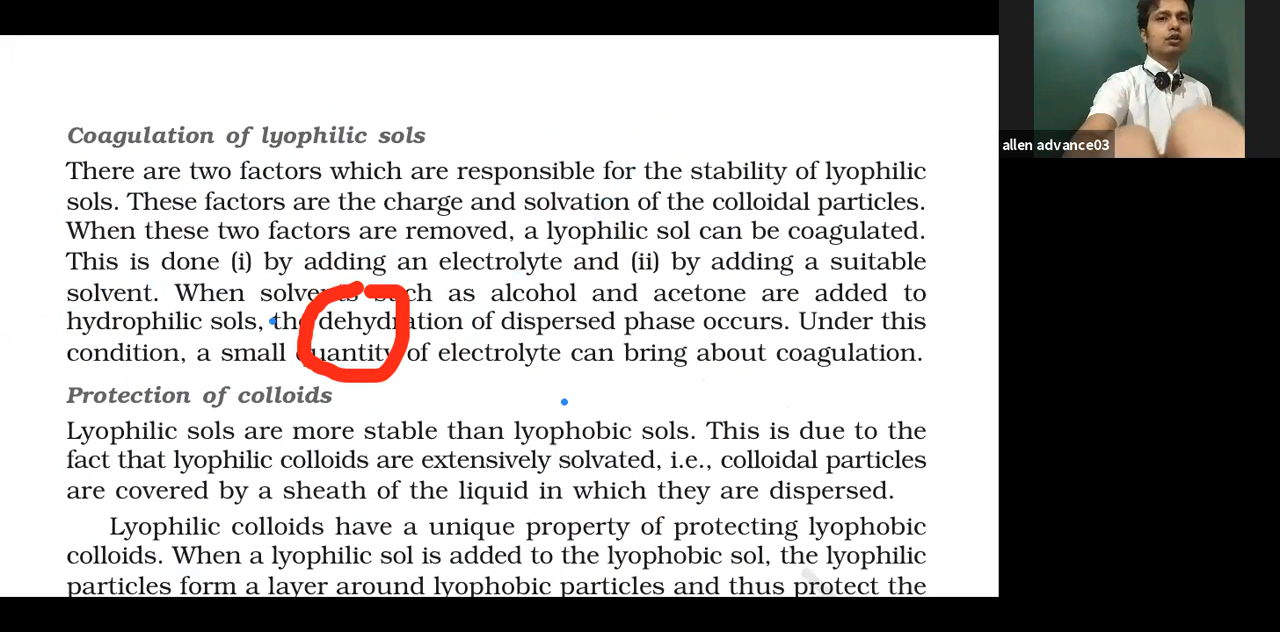 Coagulation of lyophilic sols
There are two factors which are responsible for the stability of lyophilic
sols. These factors are the charge and solvation of the colloidal particles.
When these two factors are removed, a lyophilic sol can be coagulated.
This is done (i) by adding an electrolyte and (ii) by adding a suitable
solvent. When solvents such as alcohol and acetone are added to
hydrophilic sols, the dehydration of dispersed phase occurs. Under this
condition, a small quantity of electrolyte can bring about coagulation.
Protection of colloids
Lyophilic sols are more stable than lyophobic sols. This is due to the
fact that lyophilic colloids are extensively solvated, i.e., colloidal particles
are covered by a sheath of the liquid in which they are dispersed.
Lyophilic colloids have a unique property of protecting lyophobic
colloids. When a lyophilic sol is added to the lyophobic sol, the lyophilic
particles form a layer around lyophobic particles and thus protect the
allen advance03